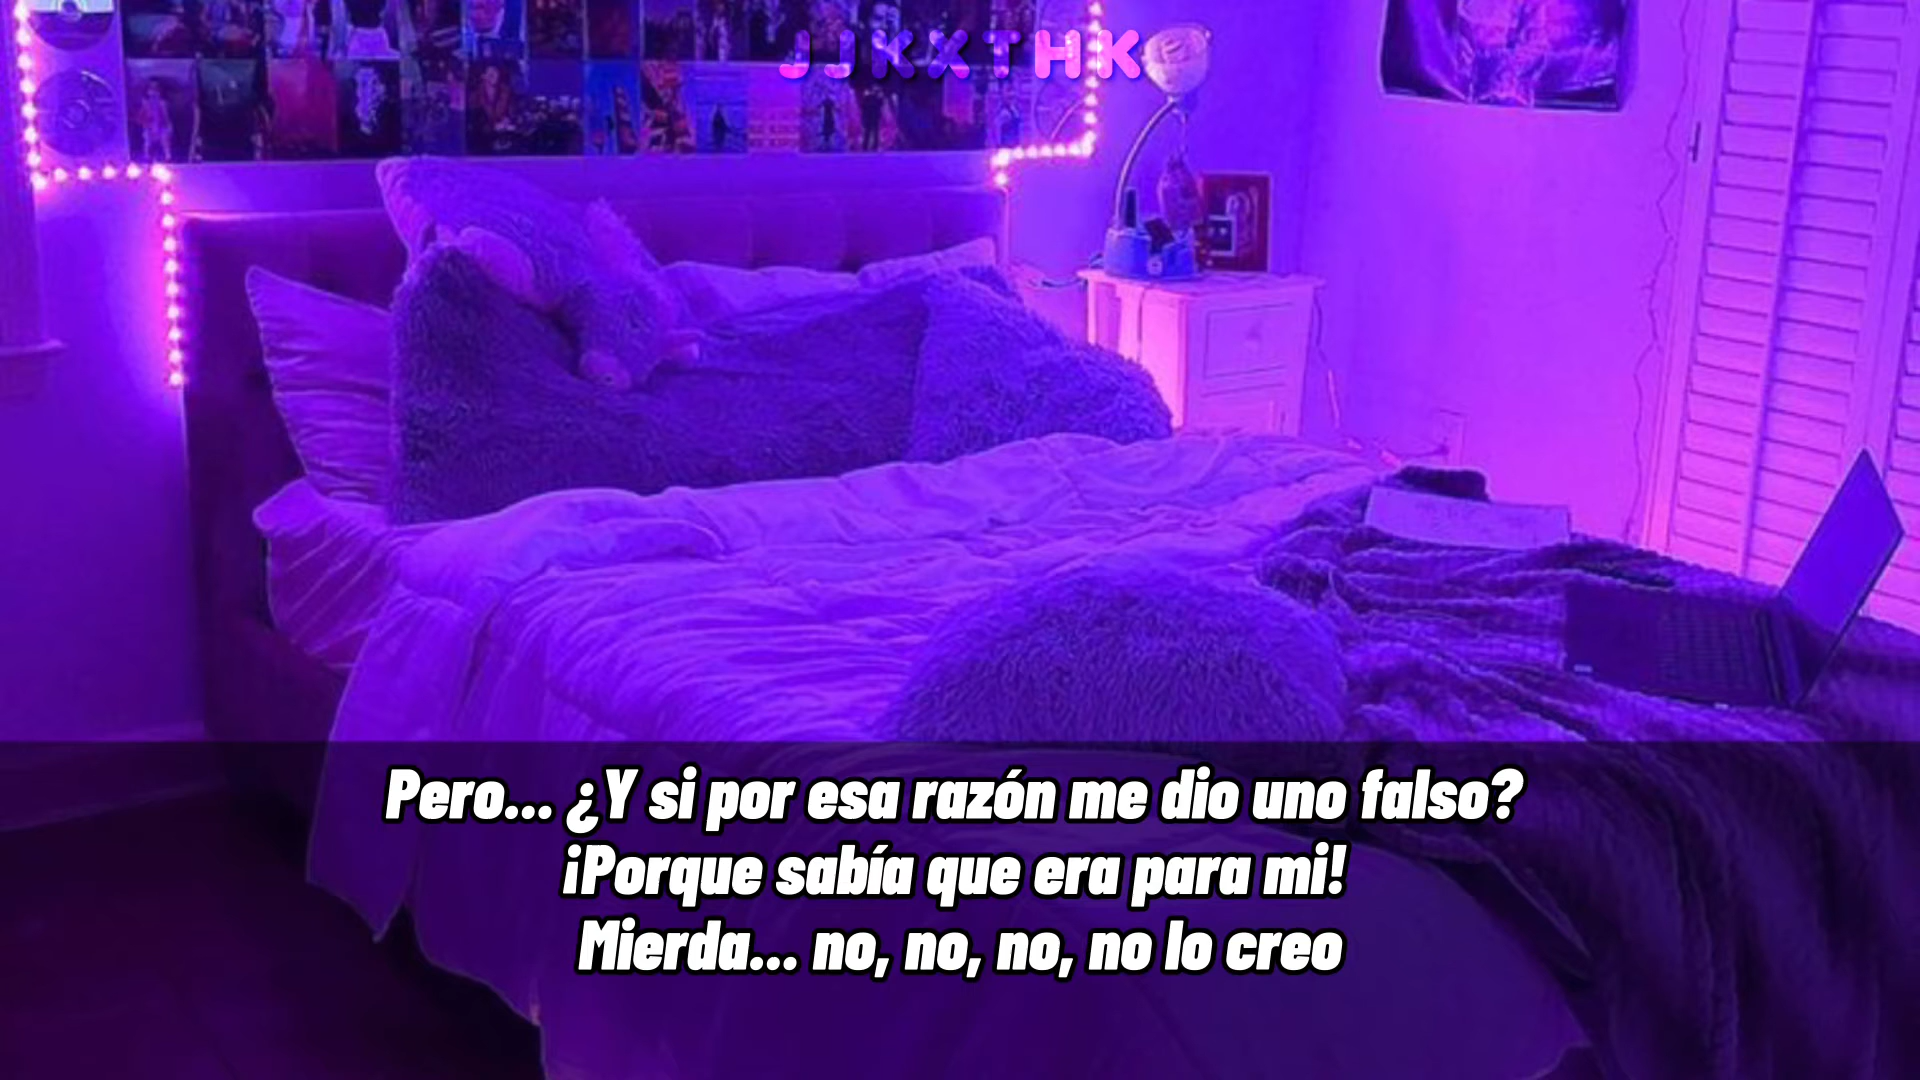 JJKXTHK
Pero... ¿Y si por esa razón me dio uno falso?
¡Porque sabía que era para mi!
Mierda... no, no, no, no lo creo